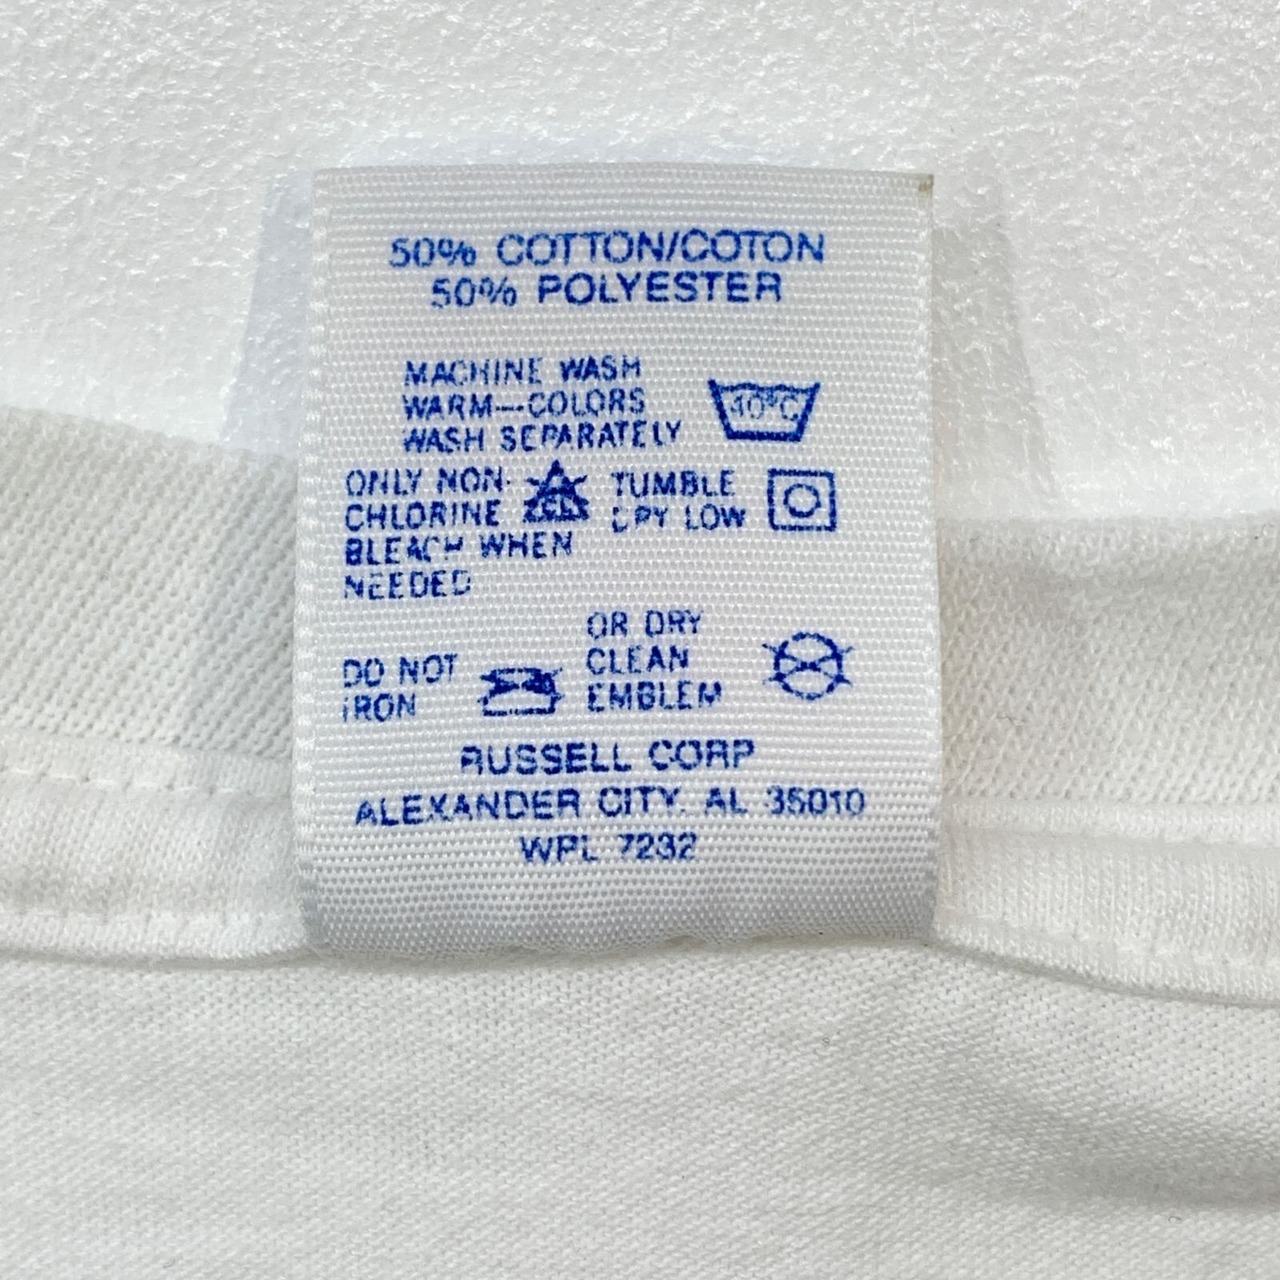 50% COTTON/COTON
50% POLYESTER
MACHINE WASH
WARM—COLORS
WASH SEPARATELY
40°C
ONLY NON-
CHLORINE
BLEACH WHEN
NEEDED
CL
TUMBLE
DRY LOW
DO NOT
IRON
OR DRY
CLEAN
EMBLEM
RUSSELL CORP
ALEXANDER CITY, AL 35010
WPL 7232